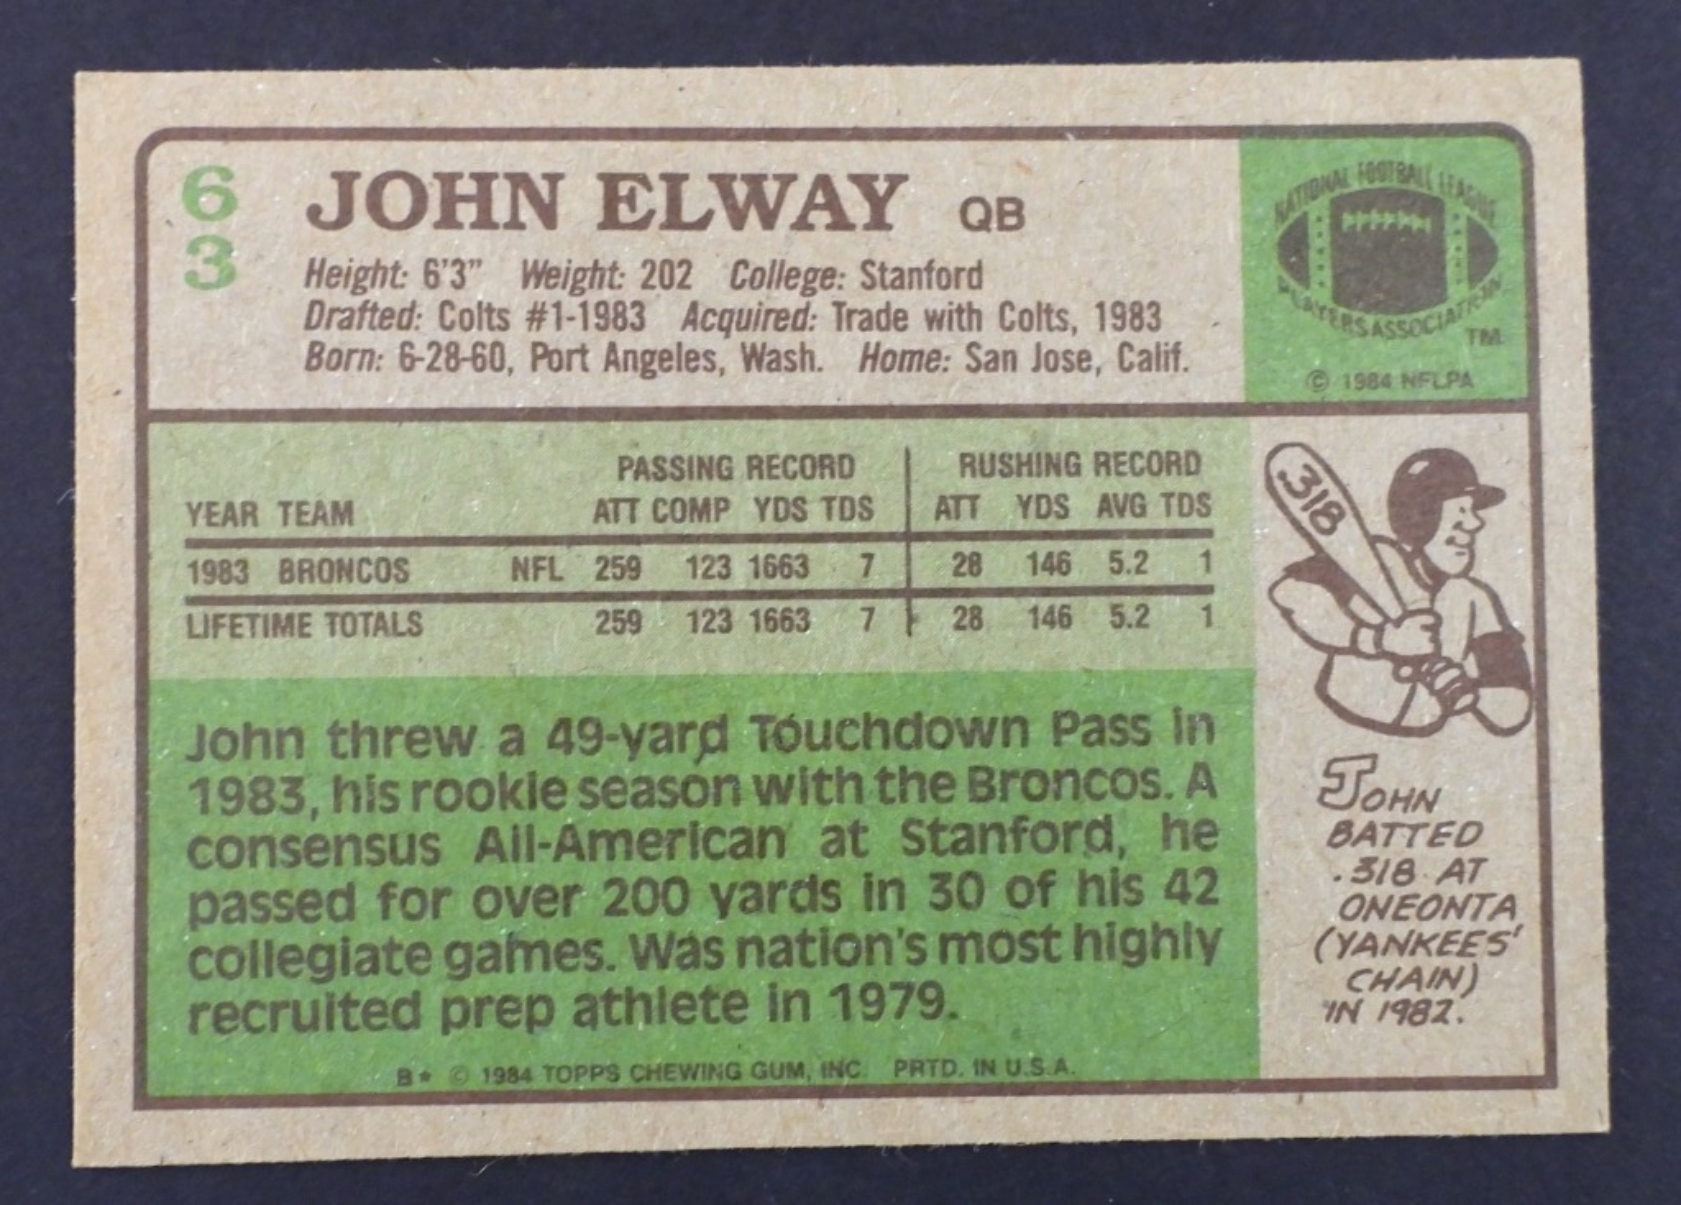 63
JOHN ELWAY QB
Height: 6'3" Weight: 202 College: Stanford
Drafted: Colts #1-1983 Acquired: Trade with Colts, 1983
Born: 6-28-60, Port Angeles, Wash. Home: San Jose, Calif.
NATIONAL FOOTBALL LEAGUE
PLAYERS ASSOCIATION
TM
© 1984 NFLPA
PASSING RECORD RUSHING RECORD
YEAR TEAM ATT COMP YDS TDS ATT YDS AVG TDS
1983 BRONCOS NFL 259 123 1663 7 28 146 5.2 1
LIFETIME TOTALS 259 123 1663 7 28 146 5.2 1
John threw a 49-yard Touchdown Pass in
1983, his rookie season with the Broncos. A
consensus All-American at Stanford, he
passed for over 200 yards in 30 of his 42
collegiate games. Was nation's most highly
recruited prep athlete in 1979.
B* © 1984 TOPPS CHEWING GUM, INC. PRTD. IN U.S.A.
.318
JOHN
BATTED
.318 AT
ONEONTA
(YANKEES'
CHAIN)
IN 1982.